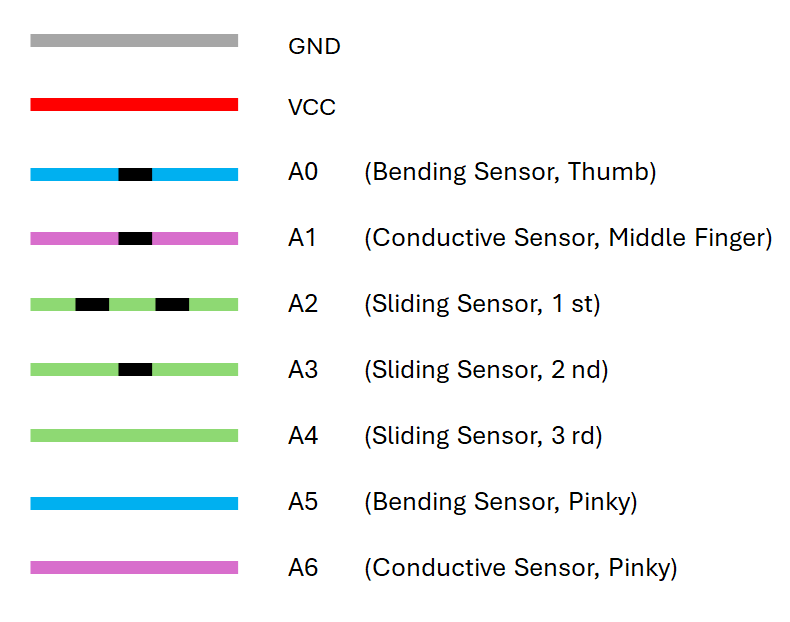 GND
VCC
A0 (Bending Sensor, Thumb)
A1 (Conductive Sensor, Middle Finger)
A2 (Sliding Sensor, 1 st)
A3 (Sliding Sensor, 2 nd)
A4 (Sliding Sensor, 3 rd)
A5 (Bending Sensor, Pinky)
A6 (Conductive Sensor, Pinky)